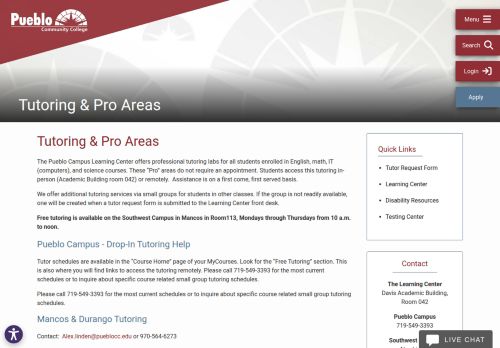 Pueblo
Community College
Menu
Search
Login
Apply
Tutoring & Pro Areas
Tutoring & Pro Areas
The Pueblo Campus Learning Center offers professional tutoring labs for all students enrolled in English, math, IT
(computers), and science courses. These "Pro" areas do not require an appointment. Students access this tutoring in-
person (Academic Building room 042) or remotely. Assistance is on a first come, first served basis.
We offer additional tutoring services via small groups for students in other classes. If the group is not readily available,
one will be created when a tutor request form is submitted to the Learning Center front desk.
Free tutoring is available on the Southwest Campus in Mancos in Room113, Mondays through Thursdays from 10 a.m.
to noon.
Pueblo Campus - Drop-In Tutoring Help
Tutor schedules are available in the "Course Home" page of your MyCourses. Look for the "Free Tutoring" section. This
is also where you will find links to access the tutoring remotely. Please call 719-549-3393 for the most current
schedules or to inquire about specific course related small group tutoring schedules.
Please call 719-549-3393 for the most current schedules or to inquire about specific course related small group tutoring
schedules.
Mancos & Durango Tutoring
Contact: Alex.linden@pueblocc.edu or 970-564-6273
Quick Links
Tutor Request Form
Learning Center
Disability Resources
Testing Center
Contact
The Learning Center
Davis Academic Building,
Room 042
Pueblo Campus
719-549-3393
Southwest
LIVE CHAT